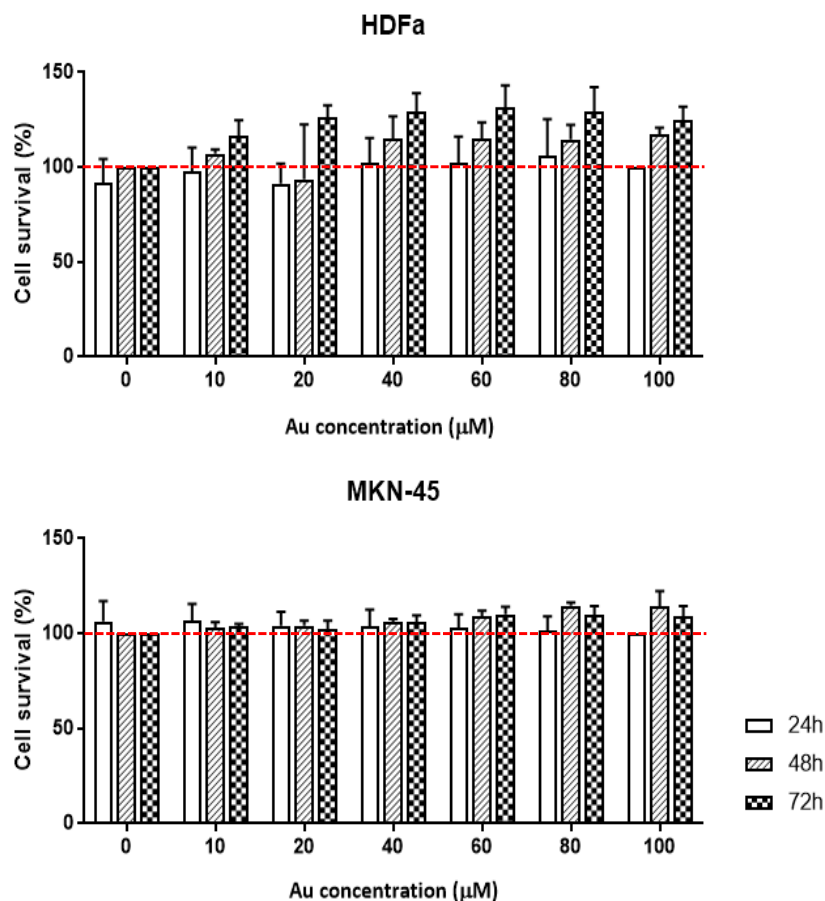 HDFa
150
100
50
0
Cell survival (%)
0 10 20 40 60 80 100
Au concentration (μM)
MKN-45
150
100
50
0
Cell survival (%)
0 10 20 40 60 80 100
Au concentration (μM)
24h
48h
72h